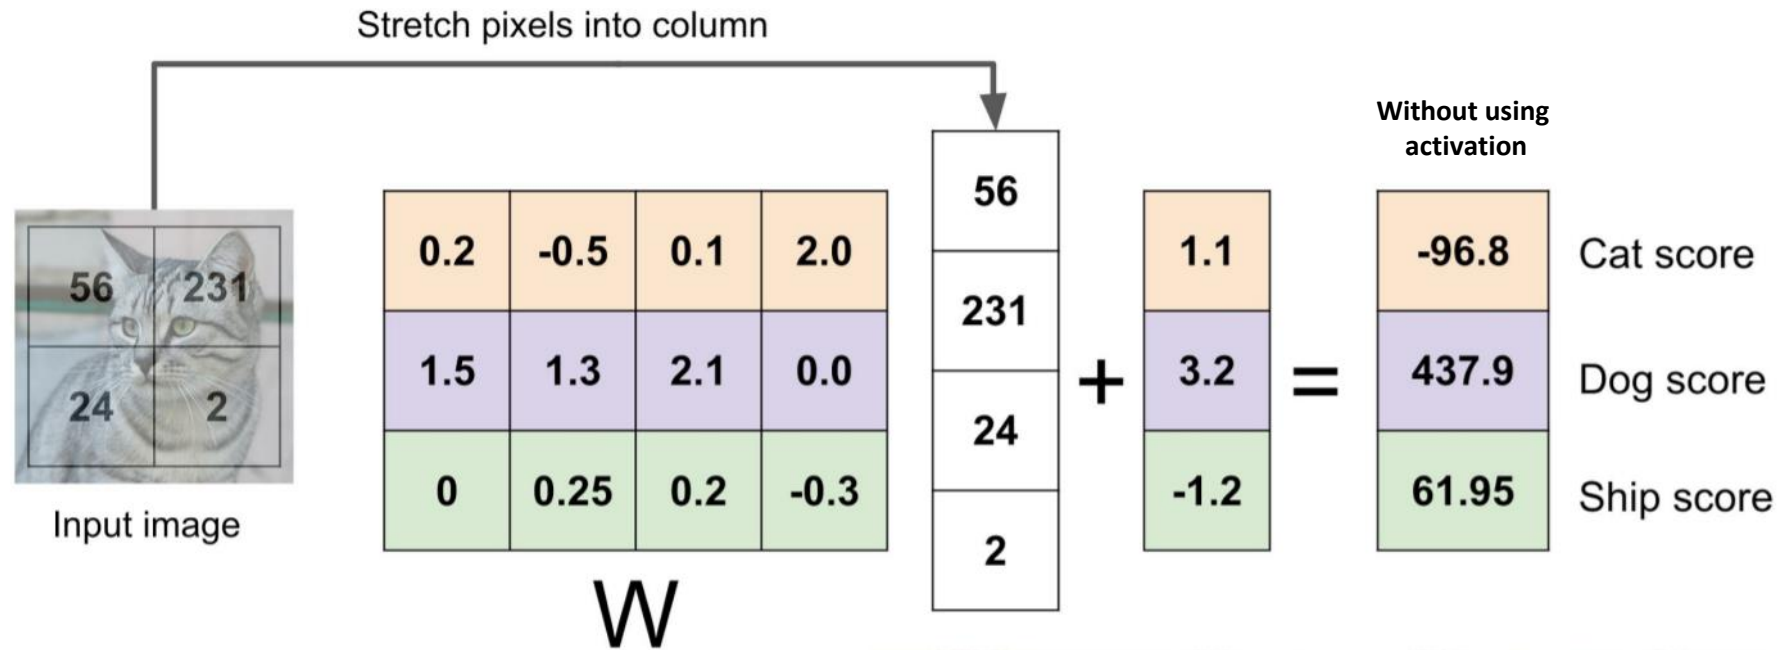 Stretch pixels into column
Without using
activation
56 231
24 2
Input image
0.2 -0.5 0.1 2.0
1.5 1.3 2.1 0.0
0 0.25 0.2 -0.3
W
56
231
24
2
+
1.1
3.2
-1.2
=
-96.8 Cat score
437.9 Dog score
61.95 Ship score